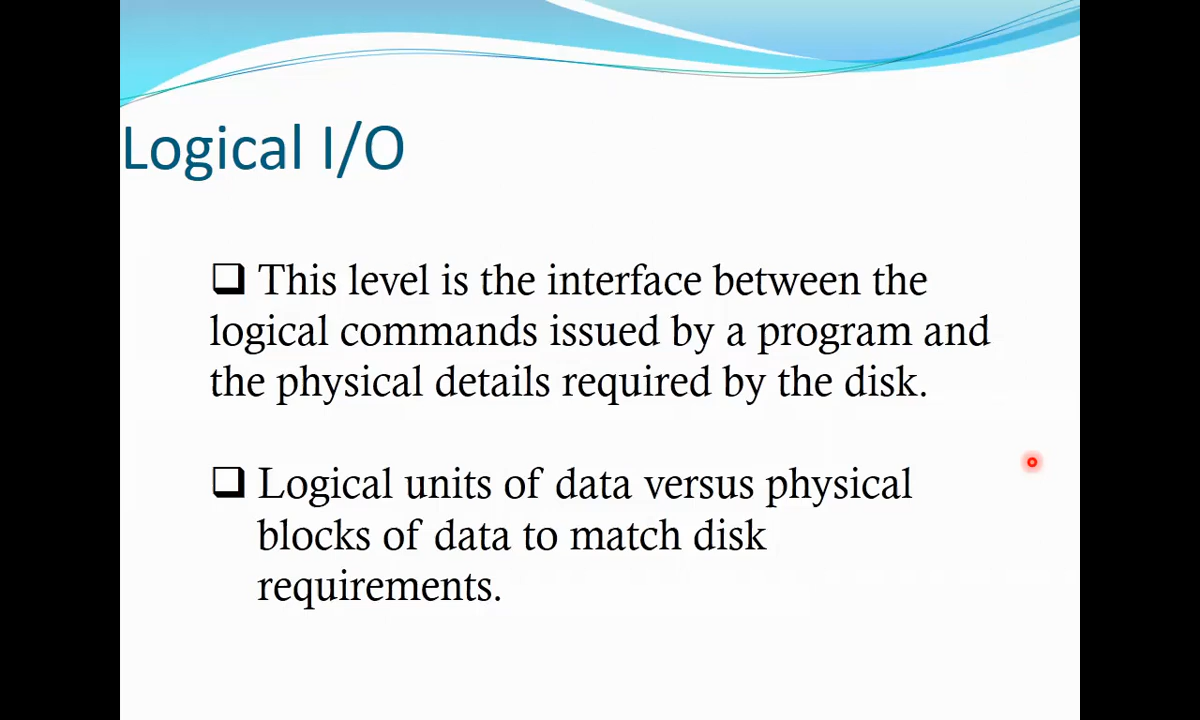 Logical I/O
❑ This level is the interface between the
logical commands issued by a program and
the physical details required by the disk.
❑ Logical units of data versus physical
blocks of data to match disk
requirements.